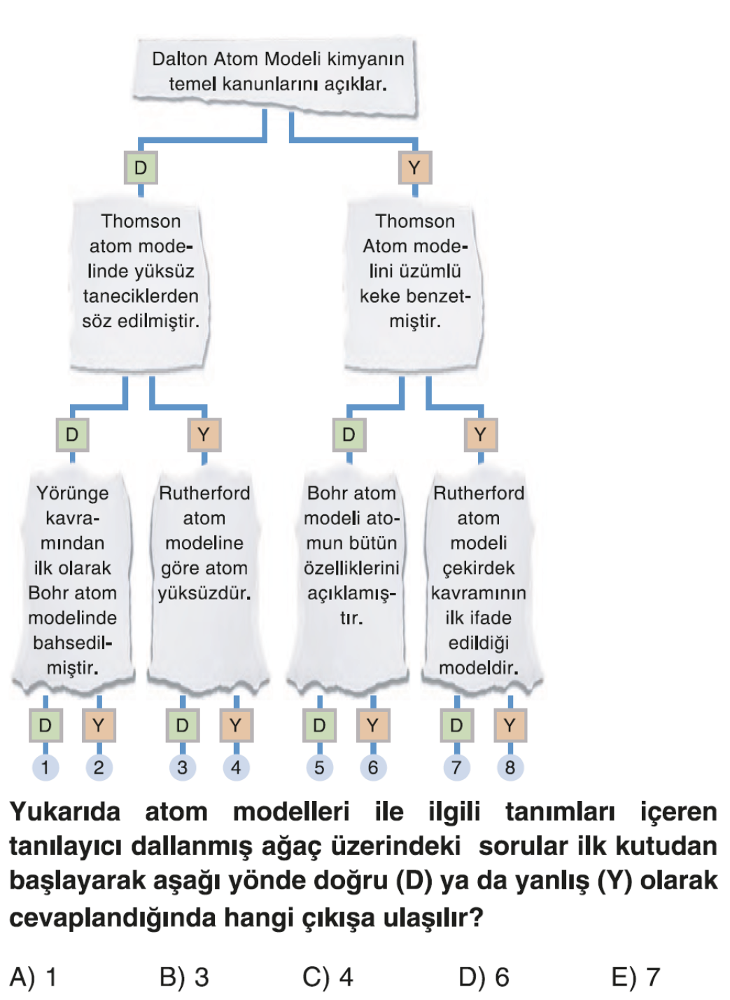 Dalton Atom Modeli kimyanın
temel kanunlarını açıklar.
D
Y
Thomson
atom mode-
linde yüksüz
taneciklerden
söz edilmiştir.
Thomson
Atom mode-
lini üzümlü
keke benzet-
miştir.
D
Y
D
Y
Yörünge
kavra-
mından
ilk olarak
Bohr atom
modelinde
bahsedil-
miştir.
Rutherford
atom
modeline
göre atom
yüksüzdür.
Bohr atom
modeli ato-
mun bütün
özelliklerini
açıklamış-
tır.
Rutherford
atom
modeli
çekirdek
kavramının
ilk ifade
edildiği
modeldir.
D
Y
D
Y
D
Y
D
Y
1
2
3
4
5
6
7
8
Yukarıda atom modelleri ile ilgili tanımları içeren
tanılayıcı dallanmış ağaç üzerindeki sorular ilk kutudan
başlayarak aşağı yönde doğru (D) ya da yanlış (Y) olarak
cevaplandığında hangi çıkışa ulaşılır?
A) 1 B) 3 C) 4 D) 6 E) 7